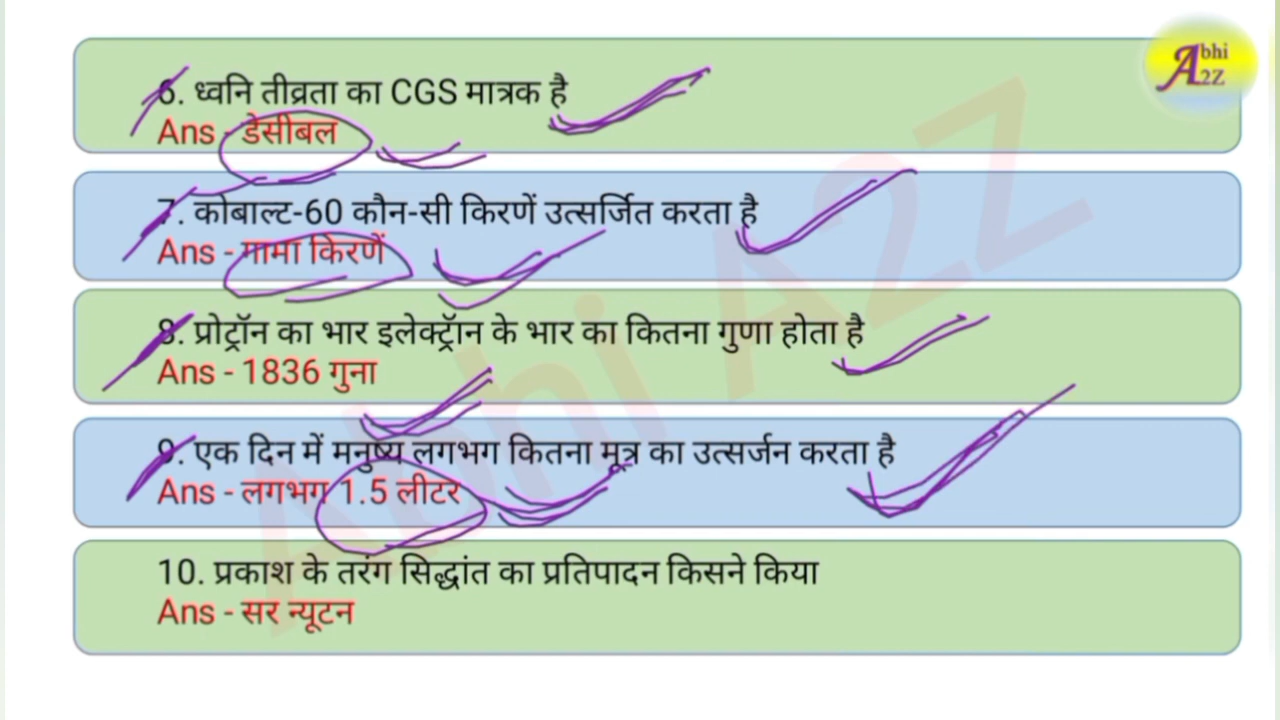 Abhi
A2Z
6. ध्वनि तीव्रता का CGS मात्रक है
Ans - डेसीबल
7. कोबाल्ट-60 कौन-सी किरणें उत्सर्जित करता है
Ans - गामा किरणें
8. प्रोट्रॉन का भार इलेक्ट्रॅान के भार का कितना गुणा होता है
Ans - 1836 गुना
9. एक दिन में मनुष्य लगभग कितना मूत्र का उत्सर्जन करता है
Ans - लगभग 1.5 लीटर
10. प्रकाश के तरंग सिद्धांत का प्रतिपादन किसने किया
Ans - सर न्यूटन
Abhi A2Z